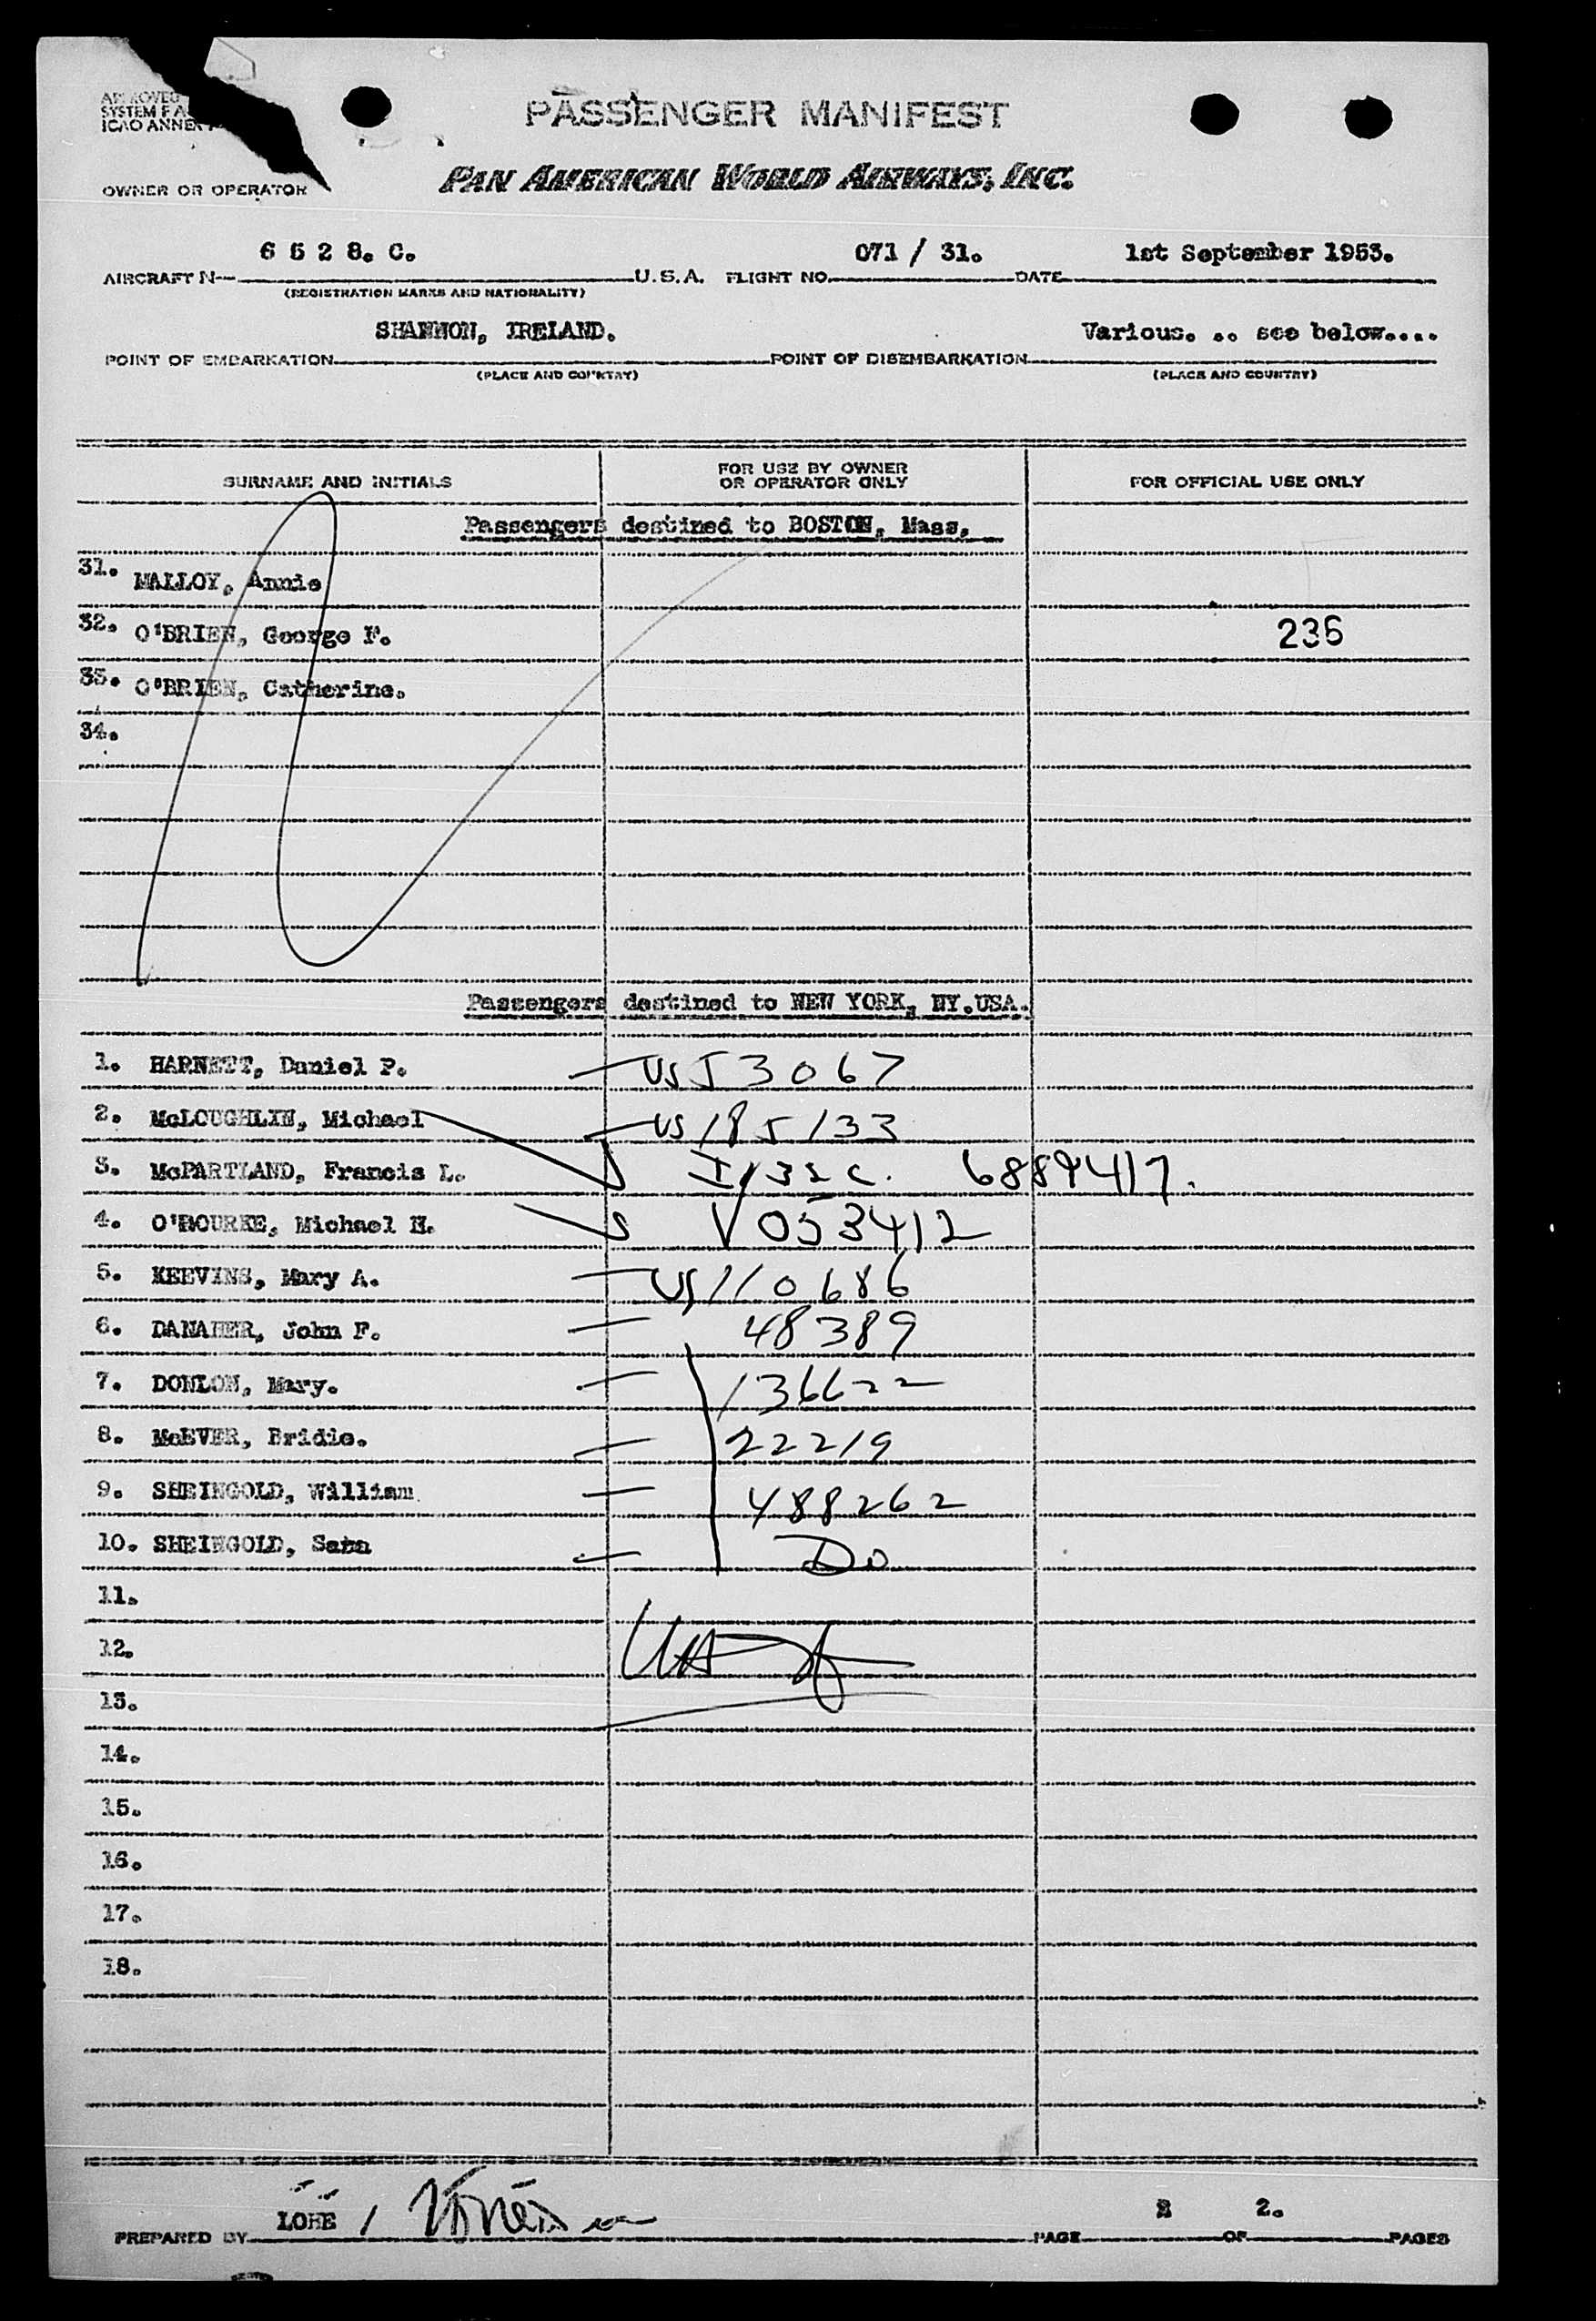 APPROVED
SYSTEM F A
ICAO ANNEX
PASSENGER MANIFEST
OWNER OR OPERATOR PAN AMERICAN WORLD AIRWAYS, INC.
6 5 2 8. C. 071 / 31. 1st September 1953.
AIRCRAFT N— U.S.A. FLIGHT NO. DATE
(REGISTRATION MARKS AND NATIONALITY)
SHANNON, IRELAND. Various. .. see below....
POINT OF EMBARKATION POINT OF DISEMBARKATION
(PLACE AND COUNTRY) (PLACE AND COUNTRY)
SURNAME AND INITIALS FOR USE BY OWNER OR OPERATOR ONLY FOR OFFICIAL USE ONLY
Passengers destined to BOSTON, Mass.
31. MALLOY, Annie
32. O'BRIEN, George F. 236
33. O'BRIEN, Catherine.
34.
Passengers destined to NEW YORK, NY.USA.
1. HARNETT, Daniel P. US 53067
2. McLOUGHLIN, Michael US 185133
3. McPARTLAND, Francis L. 6889417.
4. O'ROURKE, Michael H. V 053412
5. KEEVINS, Mary A. US 110686
6. DANAHER, John F. 48389
7. DONLON, Mary. 136622
8. McEVER, Bridie. 22219
9. SHEINGOLD, William 488262
10. SHEINGOLD, Sara Do
11.
12.
13.
14.
15.
16.
17.
18.
PREPARED BY LOHE / PAGE 2 OF 2. PAGES